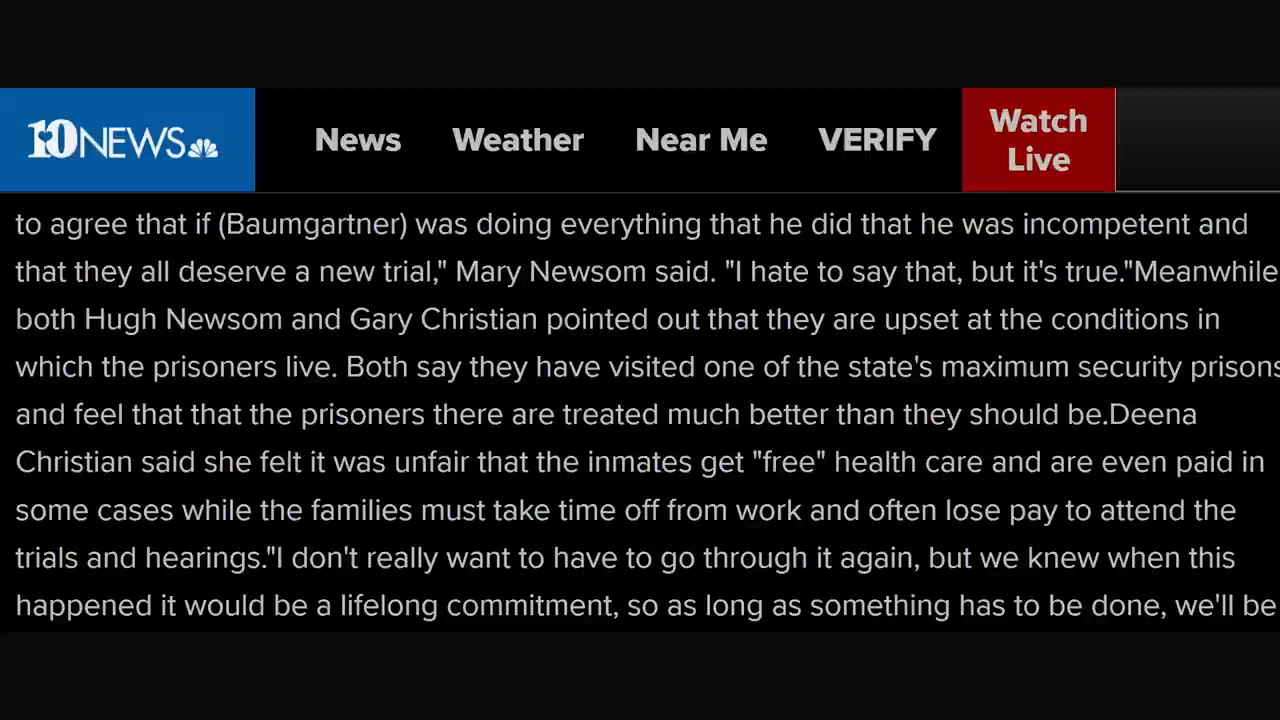 10NEWS
News
Weather
Near Me
VERIFY
Watch
Live
to agree that if (Baumgartner) was doing everything that he did that he was incompetent and
that they all deserve a new trial," Mary Newsom said. "I hate to say that, but it's true."Meanwhile
both Hugh Newsom and Gary Christian pointed out that they are upset at the conditions in
which the prisoners live. Both say they have visited one of the state's maximum security prisons
and feel that that the prisoners there are treated much better than they should be.Deena
Christian said she felt it was unfair that the inmates get "free" health care and are even paid in
some cases while the families must take time off from work and often lose pay to attend the
trials and hearings."I don't really want to have to go through it again, but we knew when this
happened it would be a lifelong commitment, so as long as something has to be done, we'll be